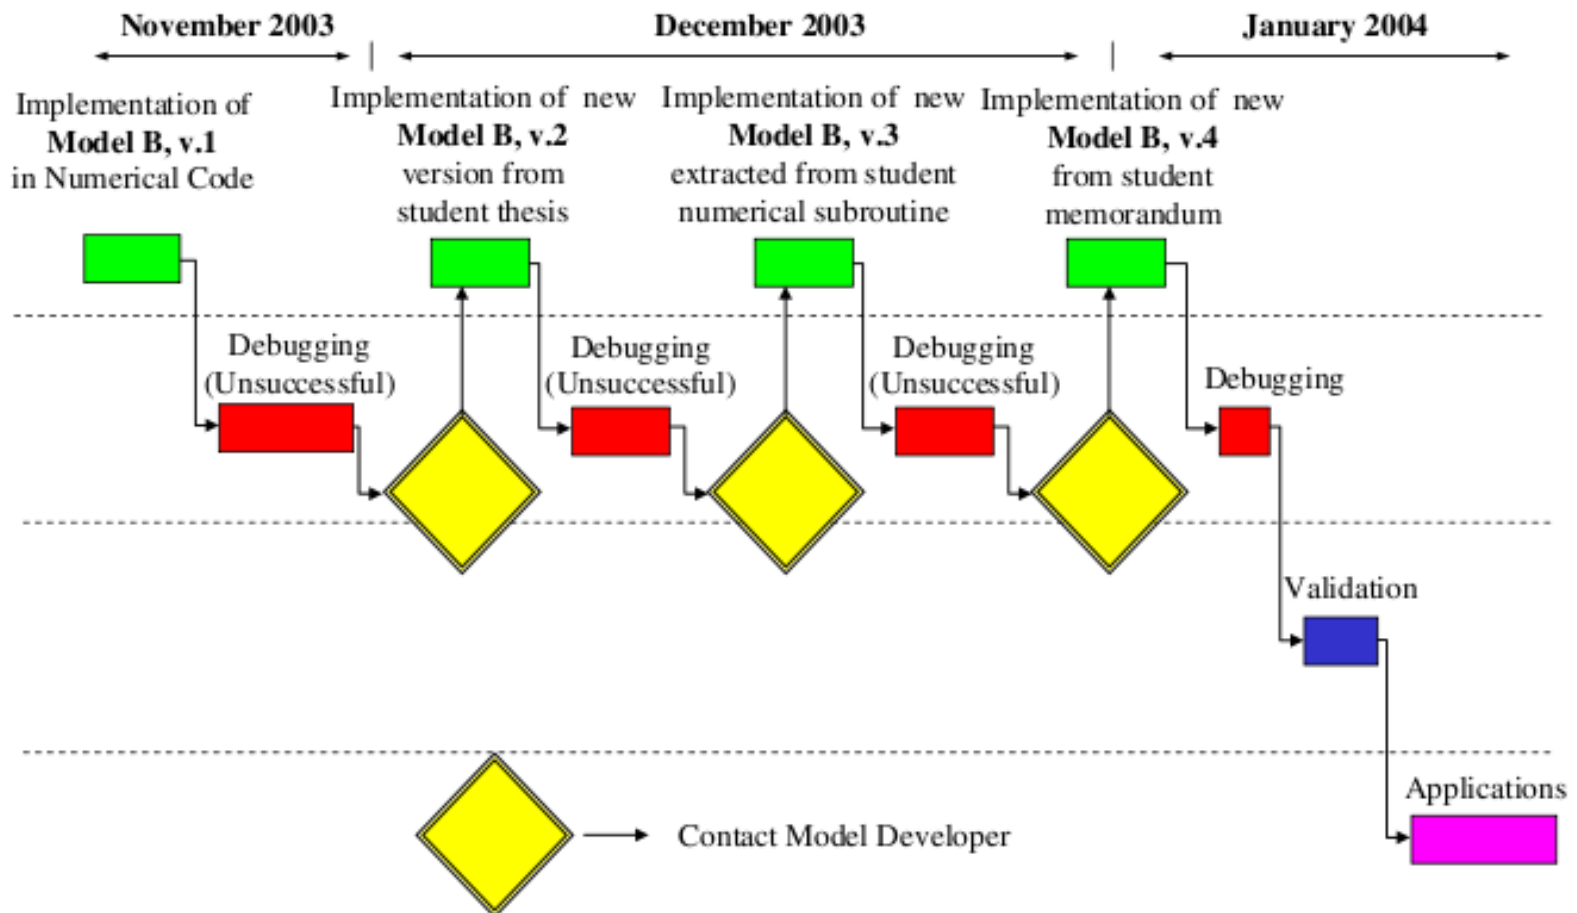 November 2003
December 2003
January 2004
Implementation of
Model B, v.1
in Numerical Code
Implementation of new
Model B, v.2
version from
student thesis
Implementation of new
Model B, v.3
extracted from student
numerical subroutine
Implementation of new
Model B, v.4
from student
memorandum
Debugging
(Unsuccessful)
Debugging
(Unsuccessful)
Debugging
(Unsuccessful)
Debugging
Validation
Applications
Contact Model Developer